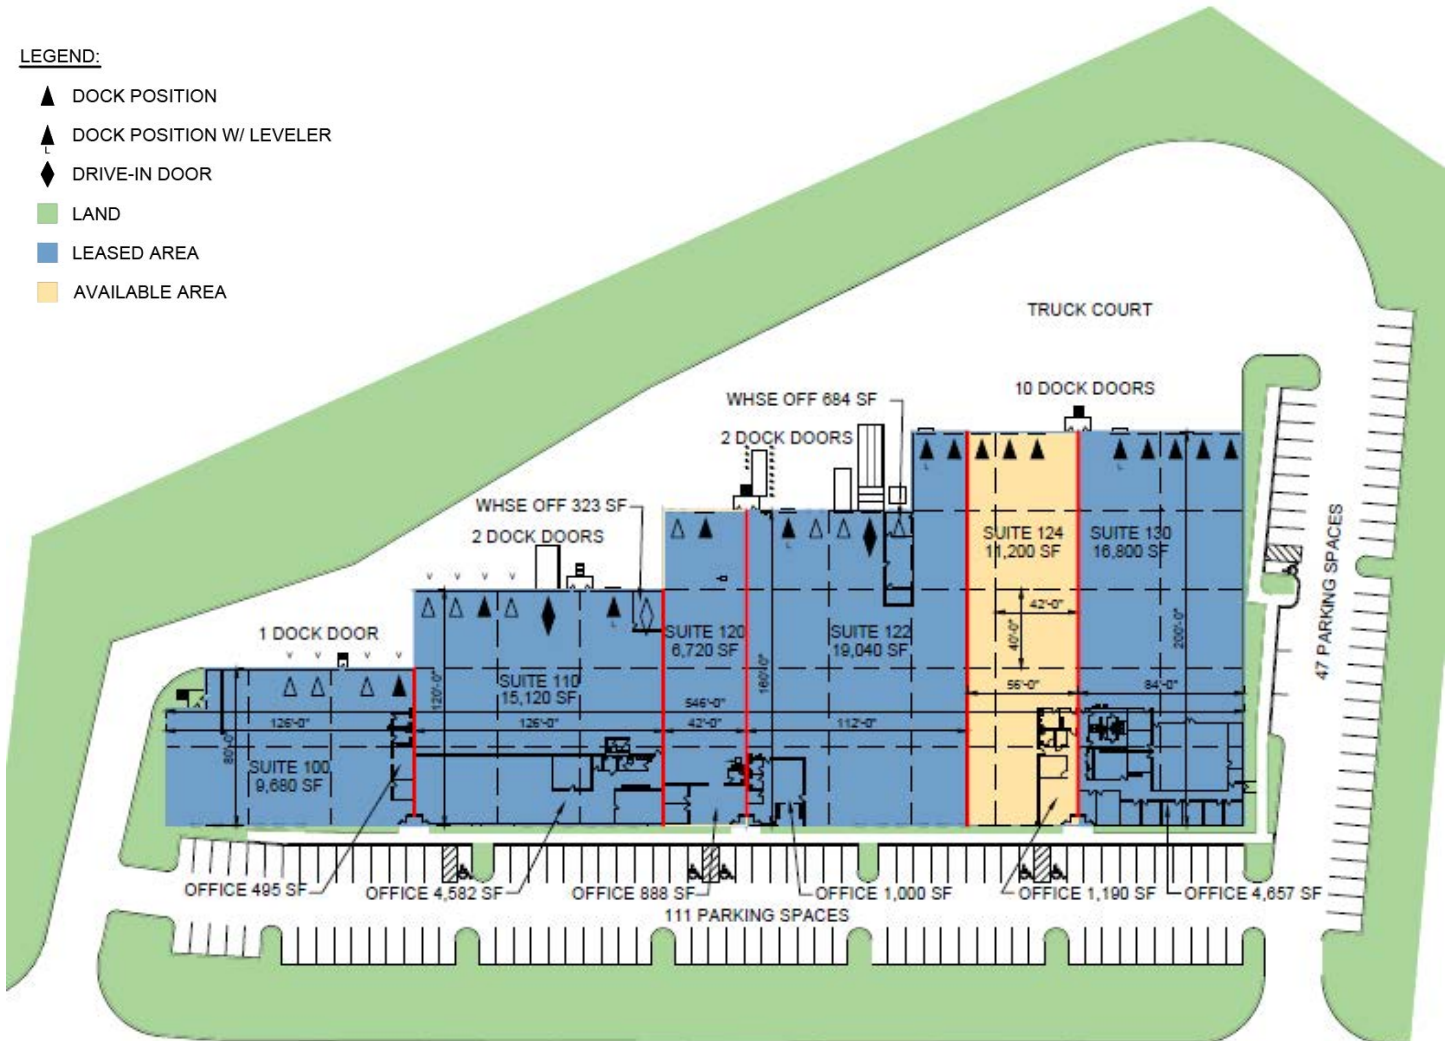 LEGEND:
DOCK POSITION
L
DOCK POSITION W/ LEVELER
DRIVE-IN DOOR
LAND
LEASED AREA
AVAILABLE AREA
TRUCK COURT
10 DOCK DOORS
WHSE OFF 684 SF
2 DOCK DOORS
WHSE OFF 323 SF
2 DOCK DOORS
1 DOCK DOOR
V V V V
V V V V
L
L
L
L
SUITE 124
11,200 SF
SUITE 130
16,800 SF
42'-0"
40'-0"
200'-0"
SUITE 120
6,720 SF
SUITE 122
19,040 SF
160'-0"
SUITE 110
15,120 SF
120'-0"
56'-0"
84'-0"
546'-0"
126'-0"
126'-0"
42'-0"
112'-0"
80'-0"
SUITE 100
9,680 SF
47 PARKING SPACES
OFFICE 495 SF
OFFICE 4,582 SF
OFFICE 888 SF
OFFICE 1,000 SF
OFFICE 1,190 SF
OFFICE 4,657 SF
111 PARKING SPACES